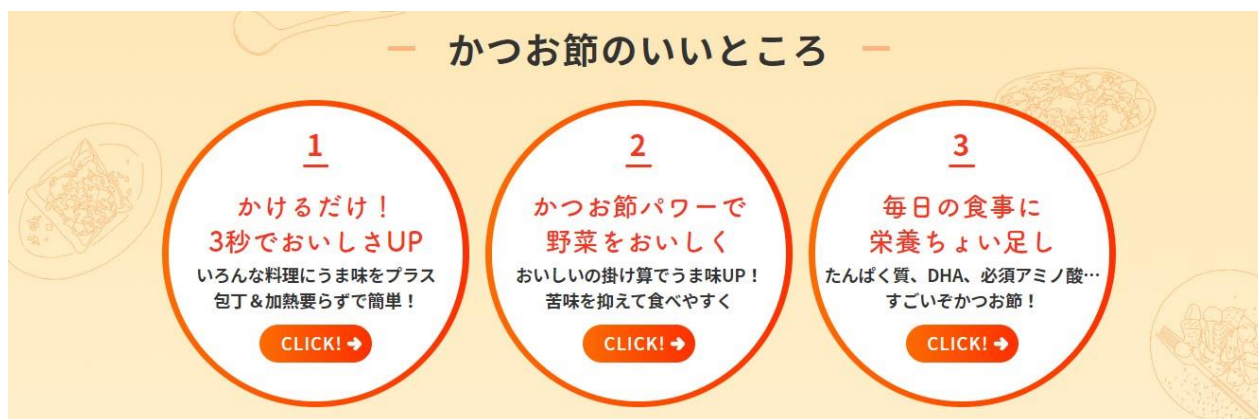 かつお節のいいところ
1
かけるだけ！
3秒でおいしさUP
いろんな料理にうま味をプラス
包丁＆加熱要らずで簡単！
CLICK!
2
かつお節パワーで
野菜をおいしく
おいしいの掛け算でうま味UP！
苦味を抑えて食べやすく
CLICK!
3
毎日の食事に
栄養ちょい足し
たんぱく質、DHA、必須アミノ酸…
すごいぞかつお節！
CLICK!